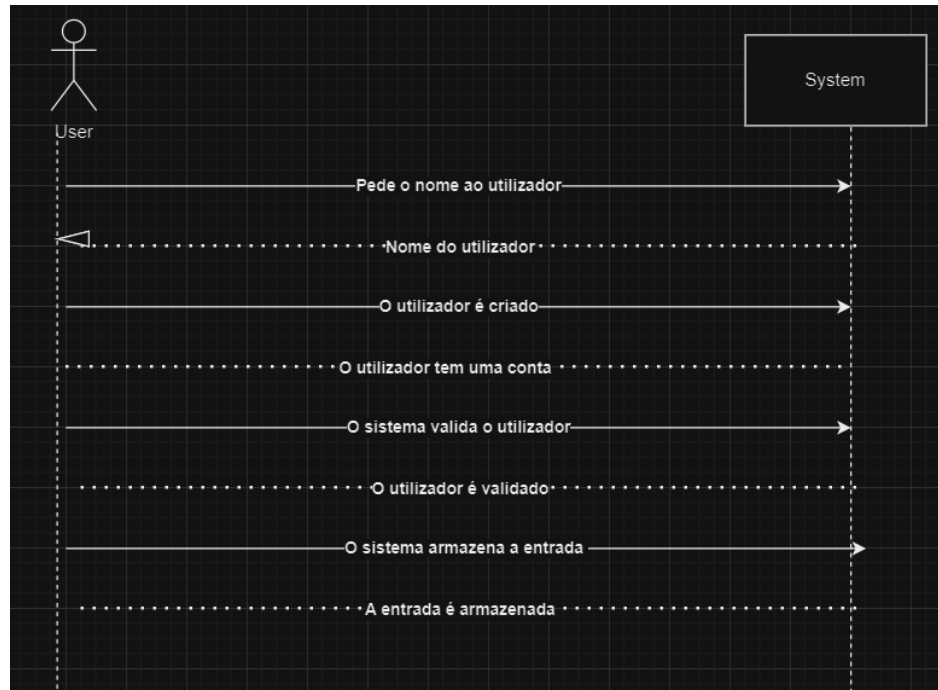 User
System
Pede o nome ao utilizador
Nome do utilizador
O utilizador é criado
O utilizador tem uma conta
O sistema valida o utilizador
O utilizador é validado
O sistema armazena a entrada
A entrada é armazenada